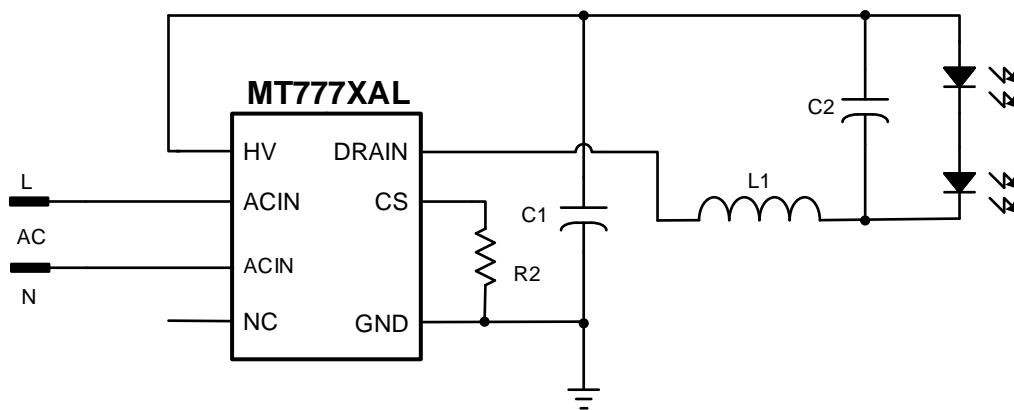 MT777XAL
HV
DRAIN
C2
L
ACIN
CS
L1
C1
AC
ACIN
R2
N
NC
GND